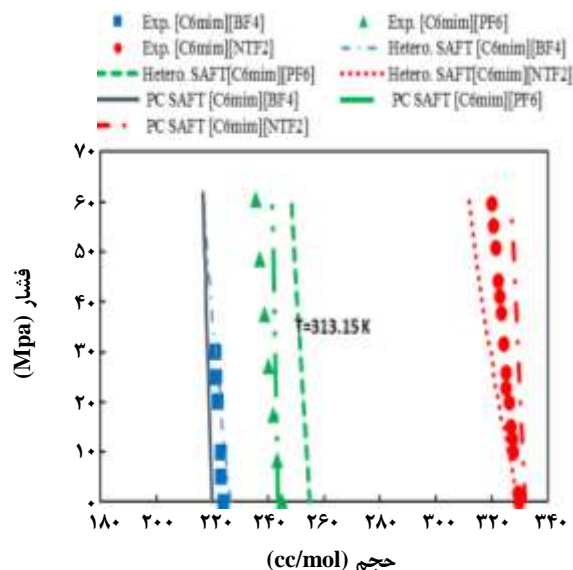 Exp. [C6mim][BF4]
Exp. [C6mim][PF6]
Exp. [C6mim][NTF2]
Hetero. SAFT [C6mim][BF4]
Hetero. SAFT[C6mim][PF6]
Hetero. SAFT[C6mim][NTF2]
PC SAFT [C6mim][BF4]
PC SAFT [C6mim][PF6]
PC SAFT [C6mim][NTF2]
۷۰
۶۰
۵۰
۴۰
۳۰
۲۰
۱۰
۰
فشار (Mpa)
T=313.15K
۱۸۰ ۲۰۰ ۲۲۰ ۲۴۰ ۲۶۰ ۲۸۰ ۳۰۰ ۳۲۰ ۳۴۰
حجم (cc/mol)